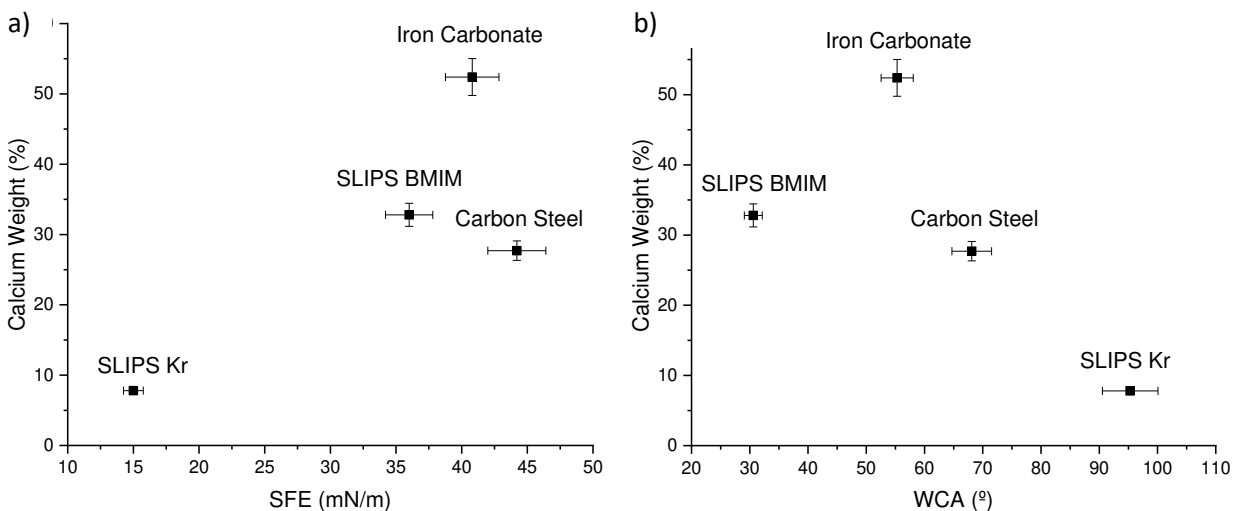 a)
Calcium Weight (%)
50
40
30
20
10
0
Iron Carbonate
SLIPS BMIM
Carbon Steel
SLIPS Kr
10 15 20 25 30 35 40 45 50
SFE (mN/m)
b)
Calcium Weight (%)
50
40
30
20
10
0
Iron Carbonate
SLIPS BMIM
Carbon Steel
SLIPS Kr
20 30 40 50 60 70 80 90 100 110
WCA (º)